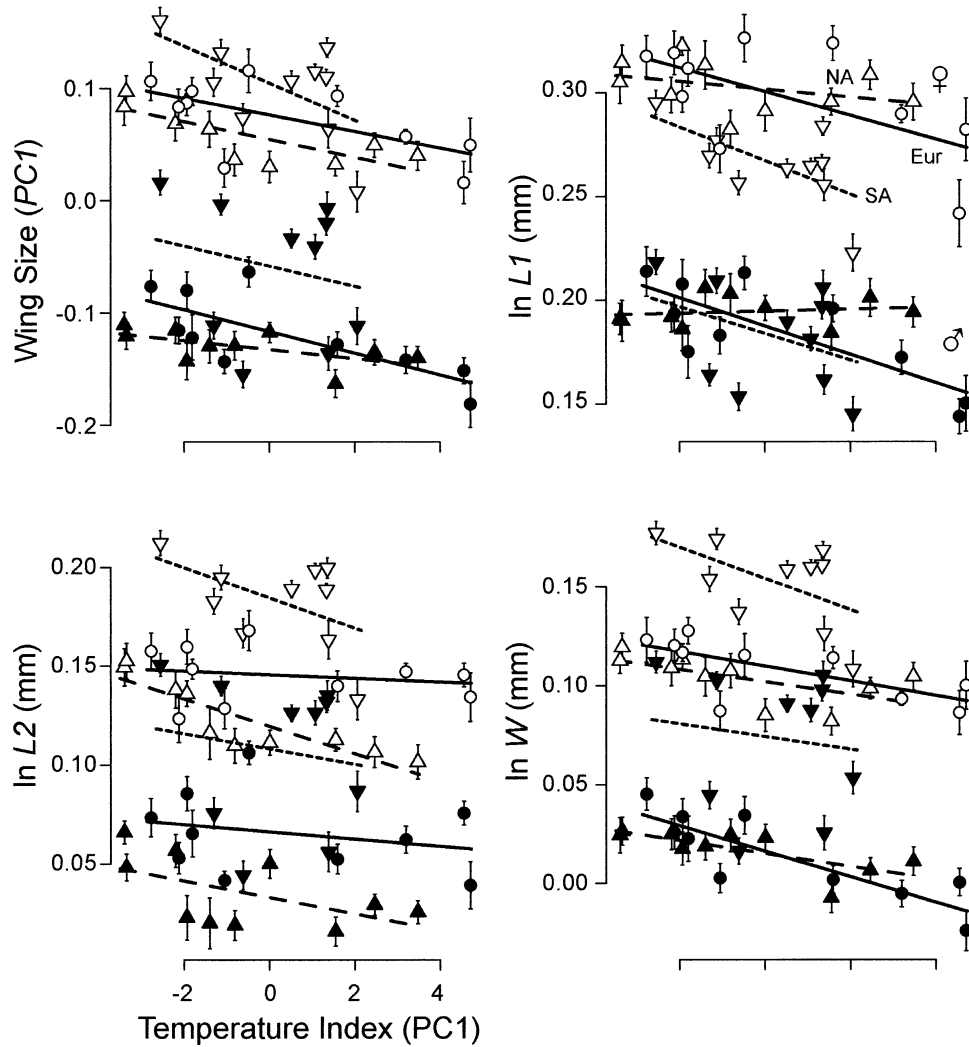 Wing Size (PC1)
0.1
0.0
-0.1
-0.2
ln L1 (mm)
0.30
0.25
0.20
0.15
NA
♀
Eur
SA
♂
ln L2 (mm)
0.20
0.15
0.10
0.05
-2 0 2 4
Temperature Index (PC1)
ln W (mm)
0.15
0.10
0.05
0.00